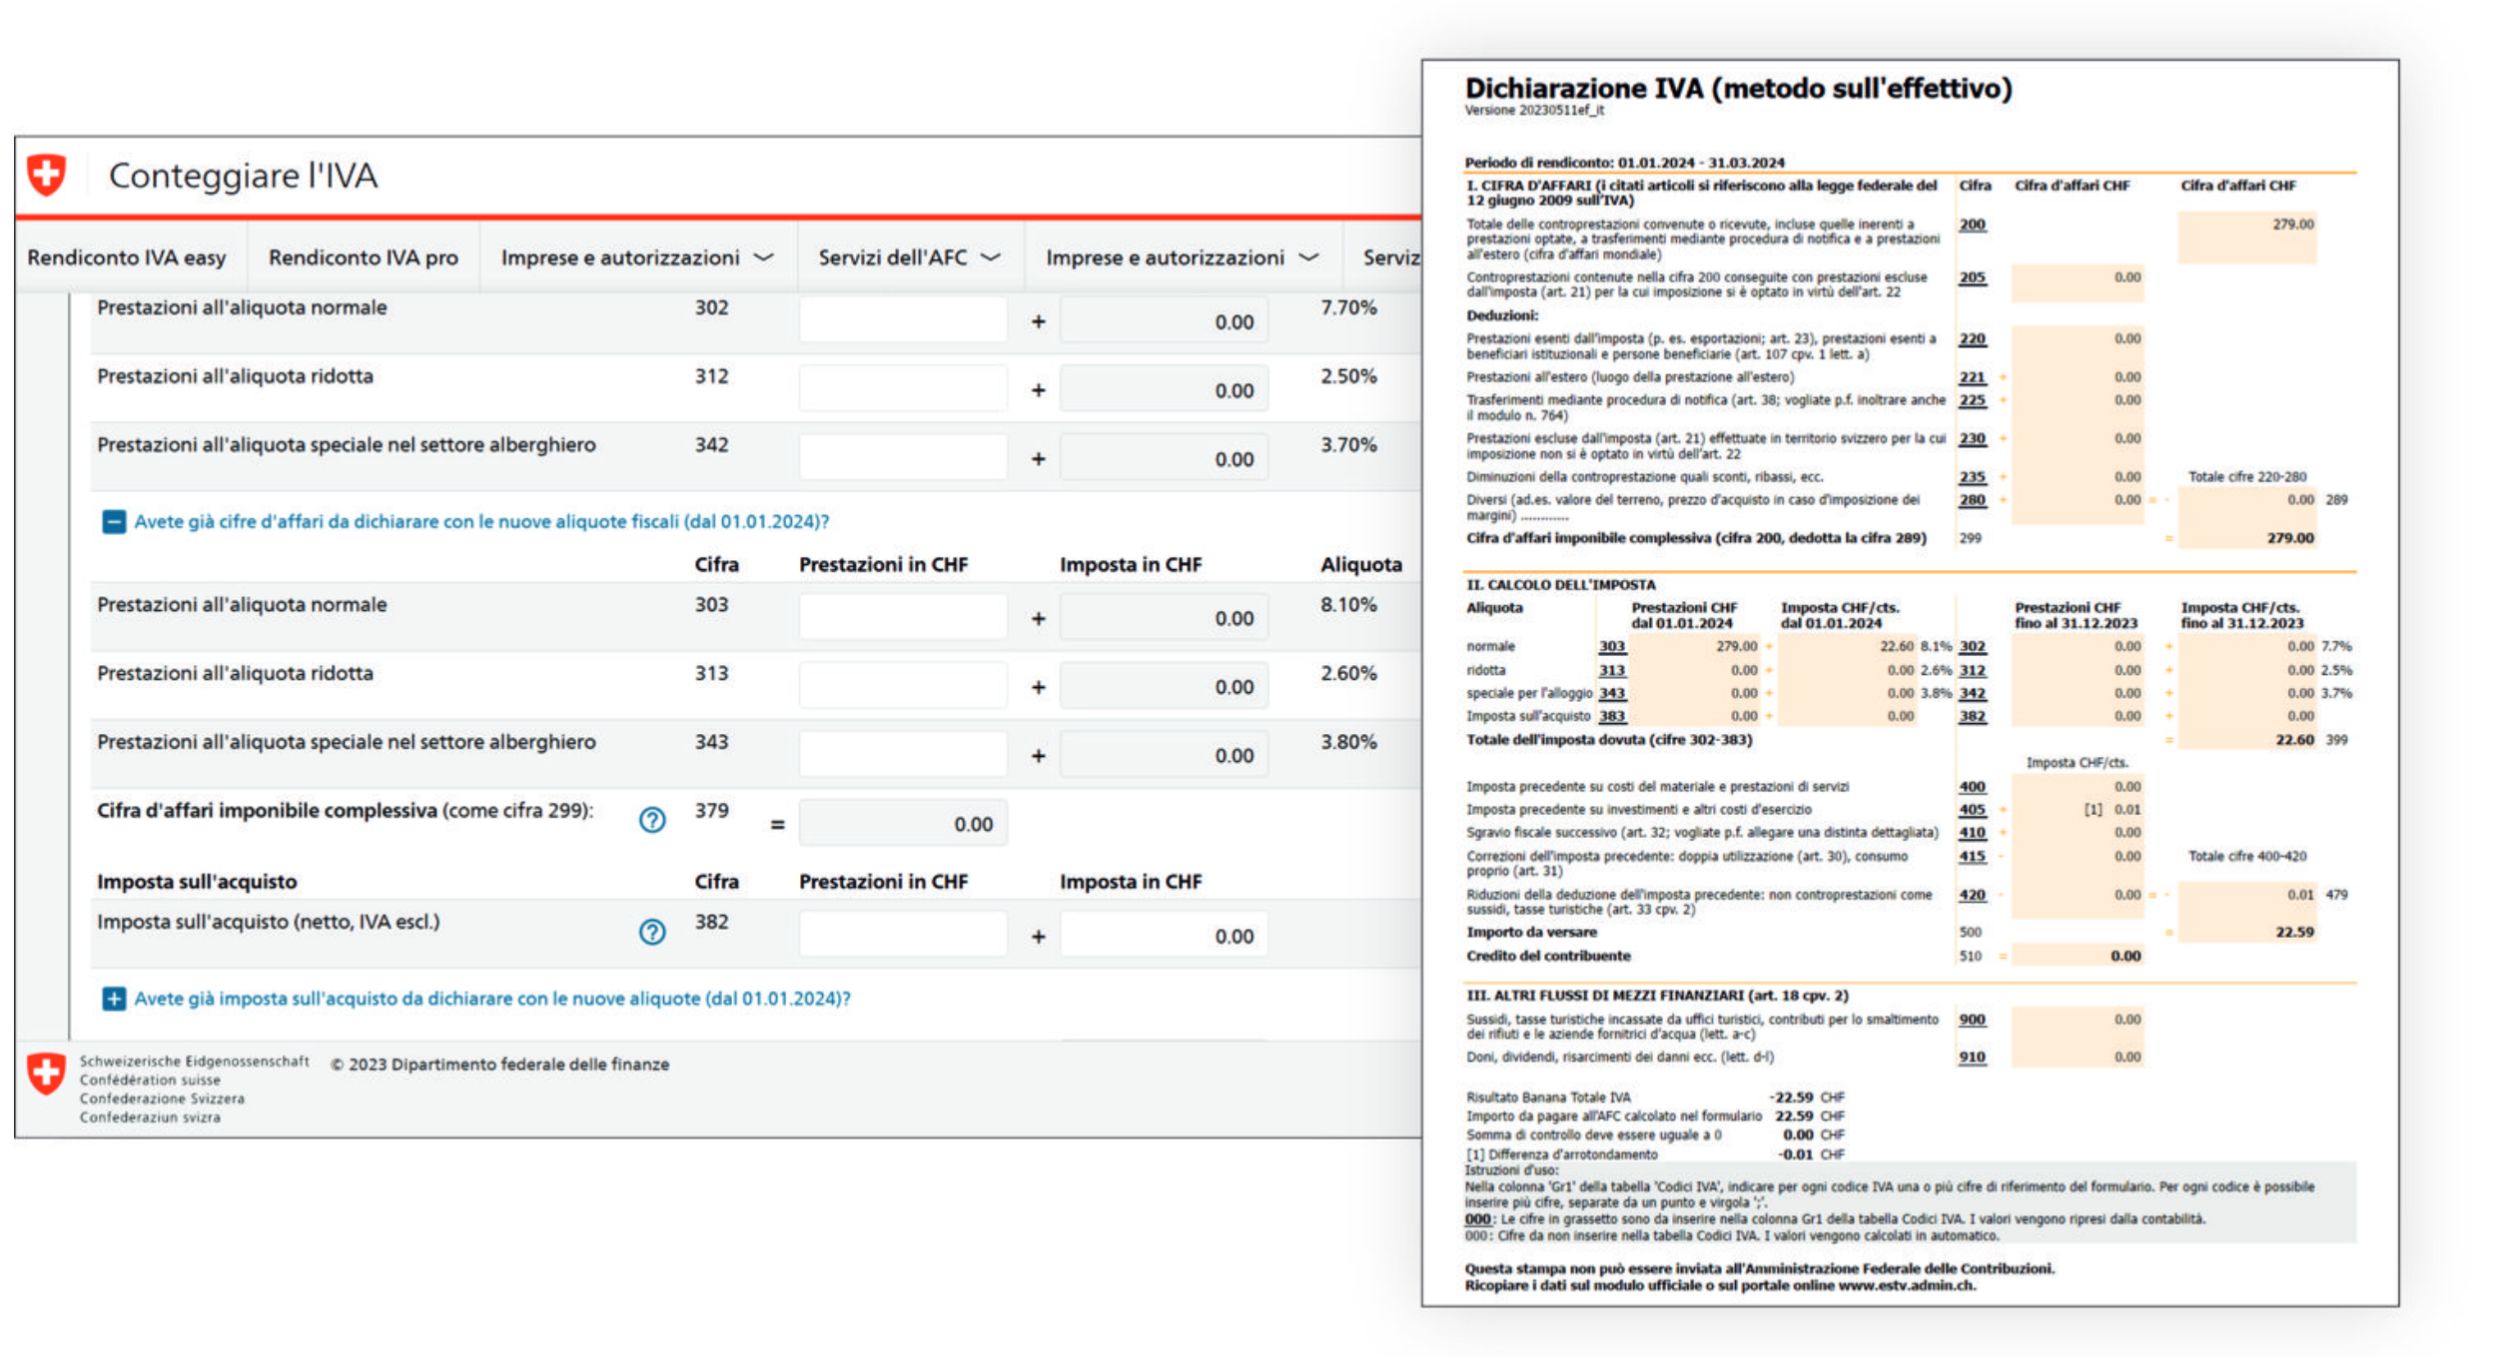 Conteggiare l'IVA
Rendiconto IVA easy Rendiconto IVA pro Imprese e autorizzazioni Servizi dell'AFC Imprese e autorizzazioni Serviz
Prestazioni all'aliquota normale 302 + 0.00 7.70%
Prestazioni all'aliquota ridotta 312 + 0.00 2.50%
Prestazioni all'aliquota speciale nel settore alberghiero 342 + 0.00 3.70%
Avete già cifre d'affari da dichiarare con le nuove aliquote fiscali (dal 01.01.2024)?
Cifra Prestazioni in CHF Imposta in CHF Aliquota
Prestazioni all'aliquota normale 303 + 0.00 8.10%
Prestazioni all'aliquota ridotta 313 + 0.00 2.60%
Prestazioni all'aliquota speciale nel settore alberghiero 343 + 0.00 3.80%
Cifra d'affari imponibile complessiva (come cifra 299): ? 379 = 0.00
Imposta sull'acquisto Cifra Prestazioni in CHF Imposta in CHF
Imposta sull'acquisto (netto, IVA escl.) ? 382 + 0.00
Avete già imposta sull'acquisto da dichiarare con le nuove aliquote (dal 01.01.2024)?
Schweizerische Eidgenossenschaft © 2023 Dipartimento federale delle finanze
Confédération suisse
Confederazione Svizzera
Confederaziun svizra
Dichiarazione IVA (metodo sull'effettivo)
Versione 20230511ef_it
Periodo di rendiconto: 01.01.2024 - 31.03.2024
I. CIFRA D'AFFARI (i citati articoli si riferiscono alla legge federale del Cifra Cifra d'affari CHF Cifra d'affari CHF
12 giugno 2009 sull'IVA)
Totale delle controprestazioni convenute o ricevute, incluse quelle inerenti a 200 279.00
prestazioni optate, a trasferimenti mediante procedura di notifica e a prestazioni
all'estero (cifra d'affari mondiale)
Controprestazioni contenute nella cifra 200 conseguite con prestazioni escluse 205 0.00
dall'imposta (art. 21) per la cui imposizione si è optato in virtù dell'art. 22
Deduzioni:
Prestazioni esenti dall'imposta (p. es. esportazioni; art. 23), prestazioni esenti a 220 0.00
beneficiari istituzionali e persone beneficiarie (art. 107 cpv. 1 lett. a)
Prestazioni all'estero (luogo della prestazione all'estero) 221 + 0.00
Trasferimenti mediante procedura di notifica (art. 38; vogliate p.f. inoltrare anche 225 + 0.00
il modulo n. 764)
Prestazioni escluse dall'imposta (art. 21) effettuate in territorio svizzero per la cui 230 + 0.00
imposizione non si è optato in virtù dell'art. 22
Diminuzioni della controprestazione quali sconti, ribassi, ecc. 235 + 0.00 Totale cifre 220-280
Diversi (ad.es. valore del terreno, prezzo d'acquisto in caso d'imposizione dei 280 + 0.00 = - 0.00 289
margini) ............
Cifra d'affari imponibile complessiva (cifra 200, dedotta la cifra 289) 299 = 279.00
II. CALCOLO DELL'IMPOSTA
Aliquota Prestazioni CHF Imposta CHF/cts. Prestazioni CHF Imposta CHF/cts.
dal 01.01.2024 dal 01.01.2024 fino al 31.12.2023 fino al 31.12.2023
normale 303 279.00 + 22.60 8.1% 302 0.00 + 0.00 7.7%
ridotta 313 0.00 + 0.00 2.6% 312 0.00 + 0.00 2.5%
speciale per l'alloggio 343 0.00 + 0.00 3.8% 342 0.00 + 0.00 3.7%
Imposta sull'acquisto 383 0.00 + 0.00 382 0.00 + 0.00
Totale dell'imposta dovuta (cifre 302-383) = 22.60 399
Imposta CHF/cts.
Imposta precedente su costi del materiale e prestazioni di servizi 400 0.00
Imposta precedente su investimenti e altri costi d'esercizio 405 + [1] 0.01
Sgravio fiscale successivo (art. 32; vogliate p.f. allegare una distinta dettagliata) 410 + 0.00
Correzioni dell'imposta precedente: doppia utilizzazione (art. 30), consumo 415 - 0.00 Totale cifre 400-420
proprio (art. 31)
Riduzioni della deduzione dell'imposta precedente: non controprestazioni come 420 - 0.00 = - 0.01 479
sussidi, tasse turistiche (art. 33 cpv. 2)
Importo da versare 500 = 22.59
Credito del contribuente 510 = 0.00
III. ALTRI FLUSSI DI MEZZI FINANZIARI (art. 18 cpv. 2)
Sussidi, tasse turistiche incassate da uffici turistici, contributi per lo smaltimento 900 0.00
dei rifiuti e le aziende fornitrici d'acqua (lett. a-c)
Doni, dividendi, risarcimenti dei danni ecc. (lett. d-l) 910 0.00
Risultato Banana Totale IVA -22.59 CHF
Importo da pagare all'AFC calcolato nel formulario 22.59 CHF
Somma di controllo deve essere uguale a 0 0.00 CHF
[1] Differenza d'arrotondamento -0.01 CHF
Istruzioni d'uso:
Nella colonna 'Gr1' della tabella 'Codici IVA', indicare per ogni codice IVA una o più cifre di riferimento del formulario. Per ogni codice è possibile
inserire più cifre, separate da un punto e virgola ';'.
000: Le cifre in grassetto sono da inserire nella colonna Gr1 della tabella Codici IVA. I valori vengono ripresi dalla contabilità.
000: Cifre da non inserire nella tabella Codici IVA. I valori vengono calcolati in automatico.
Questa stampa non può essere inviata all'Amministrazione Federale delle Contribuzioni.
Ricopiare i dati sul modulo ufficiale o sul portale online www.estv.admin.ch.